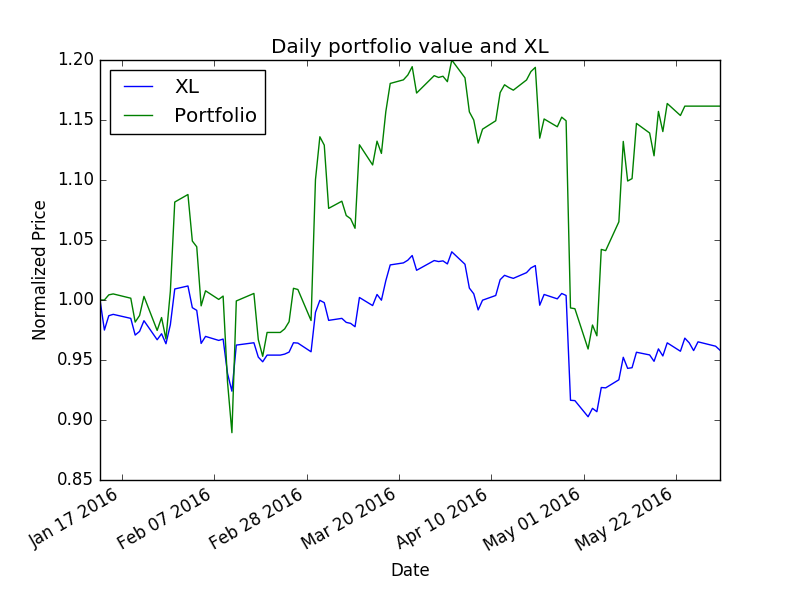 Daily portfolio value and XL
1.20
1.15
1.10
1.05
1.00
0.95
0.90
0.85
Normalized Price
XL
Portfolio
Jan 17 2016
Feb 07 2016
Feb 28 2016
Mar 20 2016
Apr 10 2016
May 01 2016
May 22 2016
Date